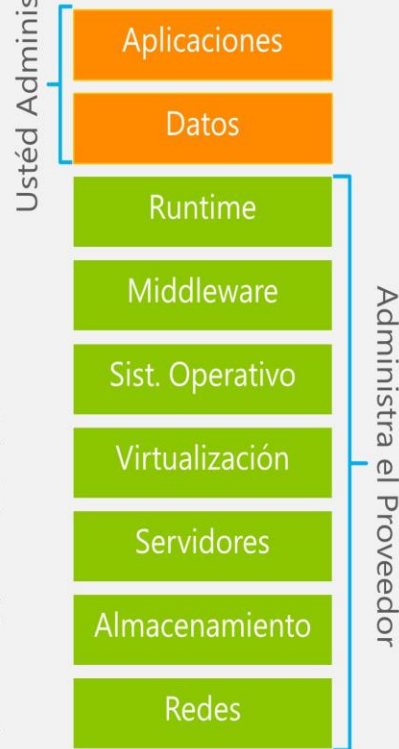 Ustéd Adminis
Aplicaciones
Datos
Runtime
Middleware
Sist. Operativo
Virtualización
Servidores
Almacenamiento
Redes
Administra el Proveedor